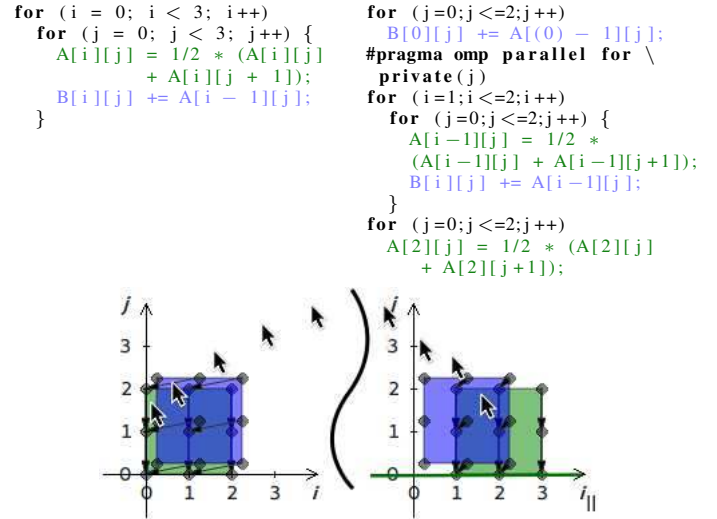 for (i = 0; i < 3; i++)
for (j = 0; j < 3; j++) {
A[i][j] = 1/2 * (A[i][j]
+ A[i][j + 1]);
B[i][j] += A[i - 1][j];
}
for (j=0;j<=2;j++)
B[0][j] += A[(0) - 1][j];
#pragma omp parallel for \
private(j)
for (i=1;i<=2;i++)
for (j=0;j<=2;j++) {
A[i-1][j] = 1/2 *
(A[i-1][j] + A[i-1][j+1]);
B[i][j] += A[i-1][j];
}
for (j=0;j<=2;j++)
A[2][j] = 1/2 * (A[2][j]
+ A[2][j+1]);
j
3
2
1
0
0 1 2 3 i
3
2
1
0
0 1 2 3 i||